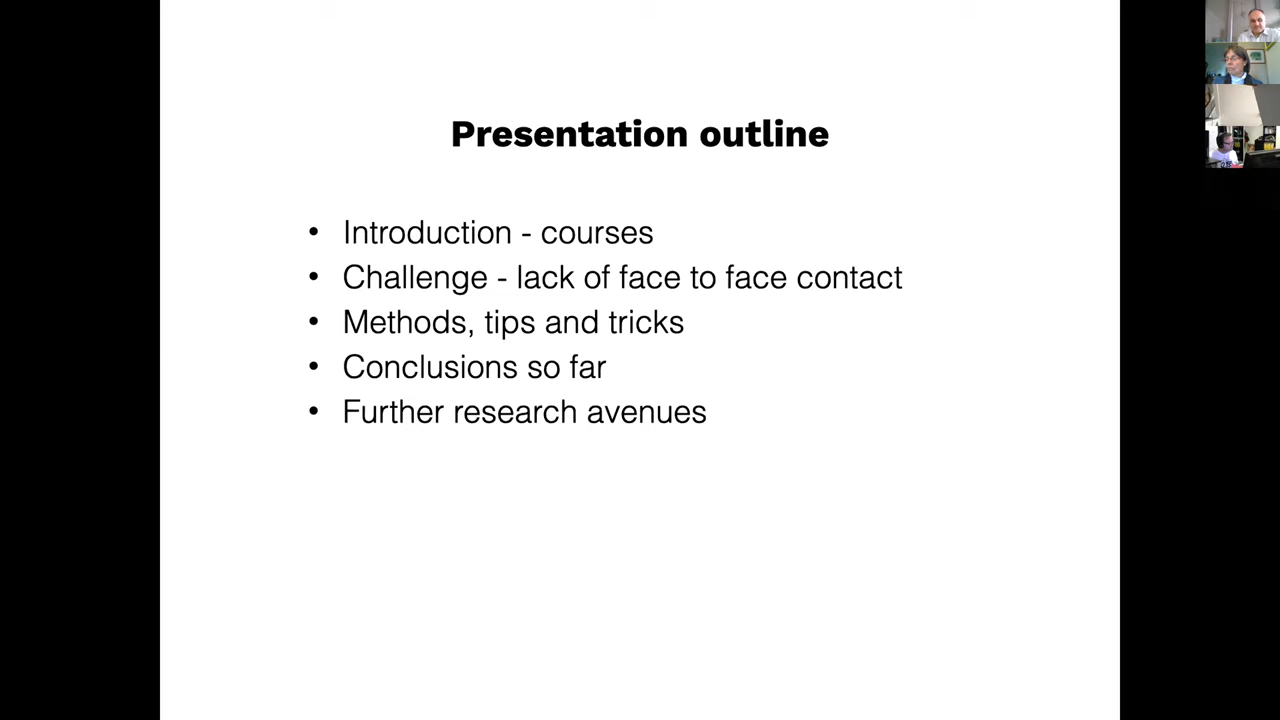 Presentation outline
• Introduction - courses
• Challenge - lack of face to face contact
• Methods, tips and tricks
• Conclusions so far
• Further research avenues